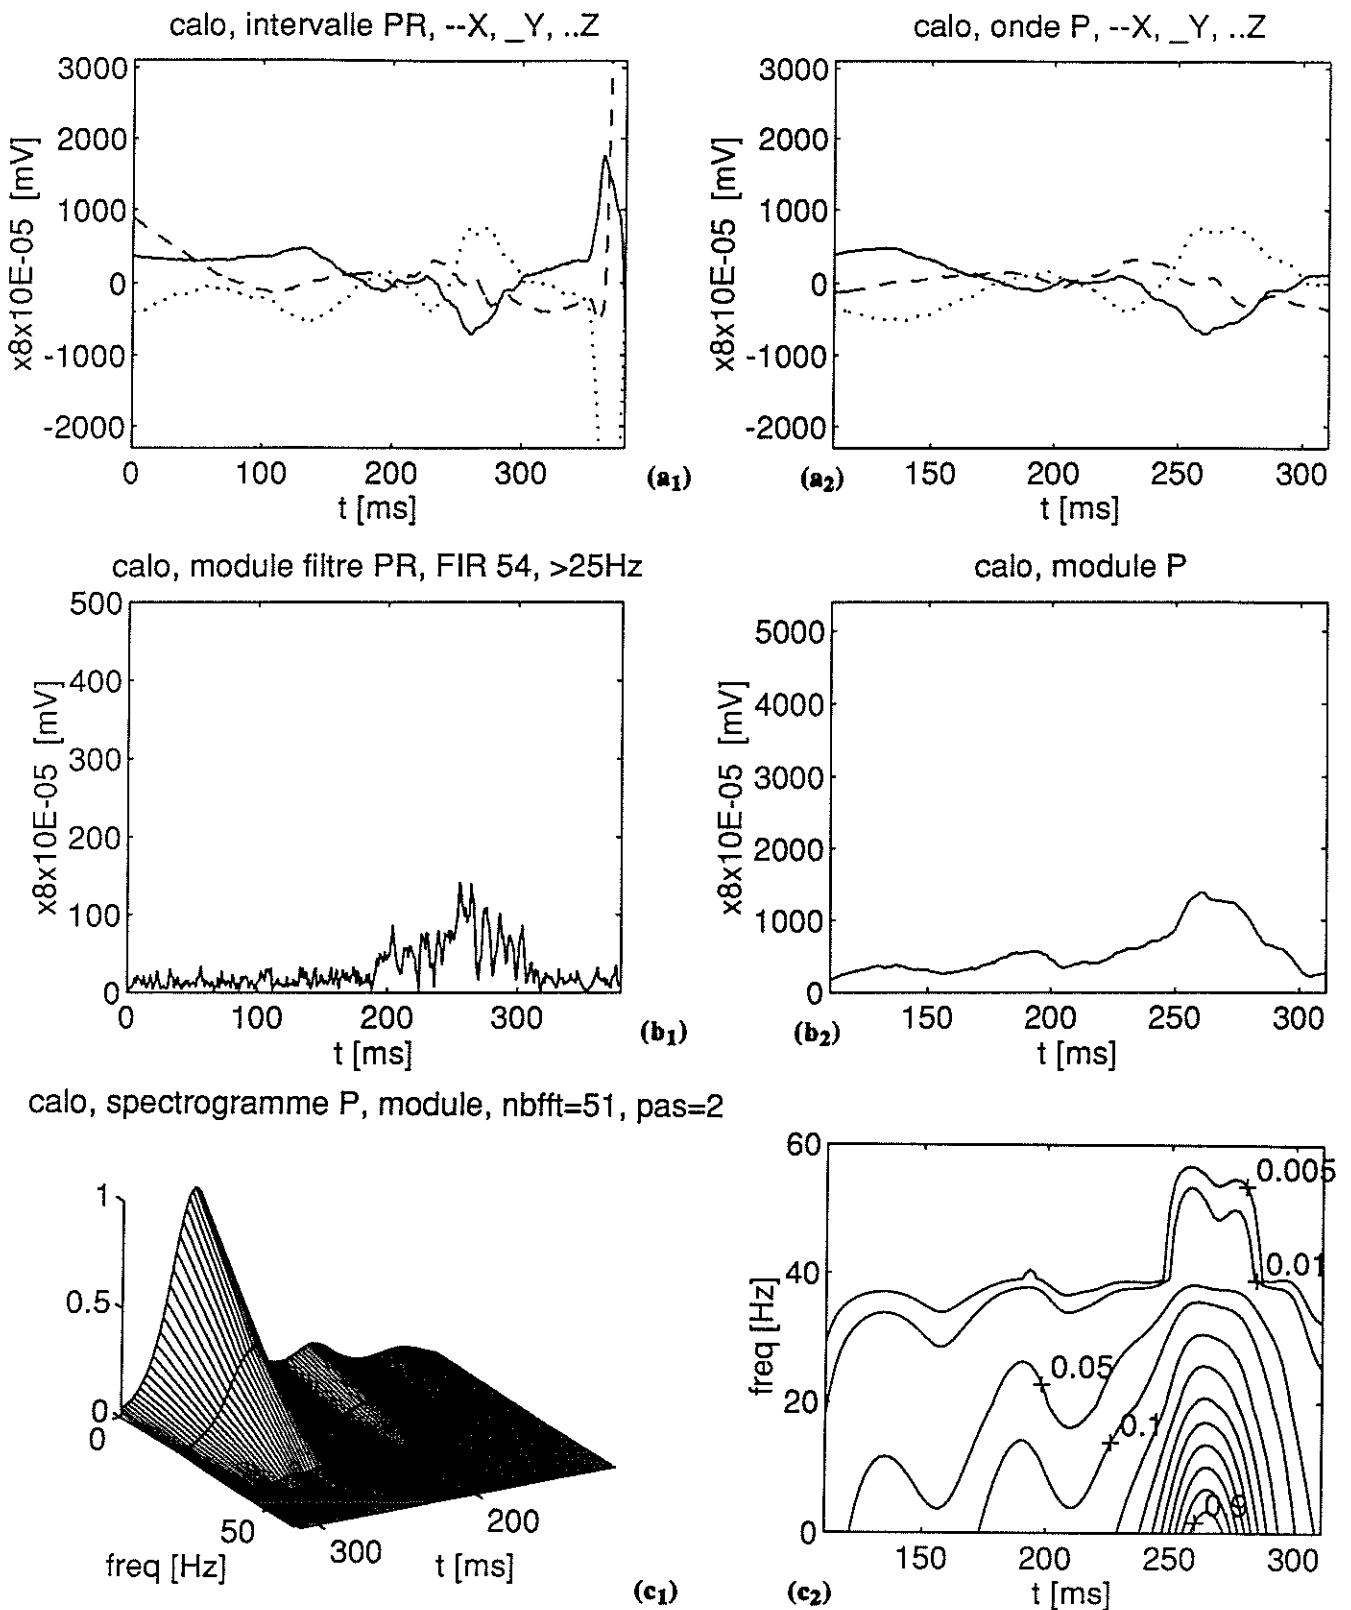 calo, intervalle PR, --X, _Y, ..Z
3000
2000
1000
0
-1000
-2000
x8x10E-05 [mV]
0 100 200 300
t [ms]
(a1)
calo, onde P, --X, _Y, ..Z
3000
2000
1000
0
-1000
-2000
x8x10E-05 [mV]
150 200 250 300
t [ms]
(a2)
calo, module filtre PR, FIR 54, >25Hz
500
400
300
200
100
0
x8x10E-05 [mV]
0 100 200 300
t [ms]
(b1)
calo, module P
5000
4000
3000
2000
1000
0
x8x10E-05 [mV]
150 200 250 300
t [ms]
(b2)
calo, spectrogramme P, module, nbfft=51, pas=2
1
0.5
0
0
50
freq [Hz]
300
200
t [ms]
(c1)
60
40
20
0
freq [Hz]
0.005
0.01
0.05
0.1
0.9
150 200 250 300
t [ms]
(c2)